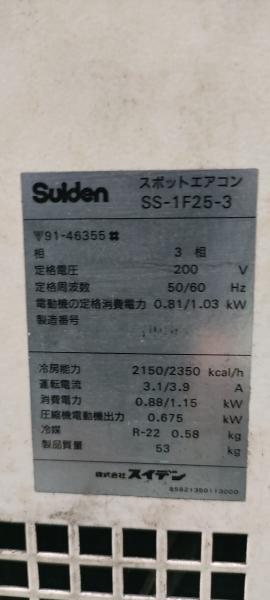 Suiden スポットエアコン
SS-1F25-3
▽91-46355
相 3 相
定格電圧 200 V
定格周波数 50/60 Hz
電動機の定格消費電力 0.81/1.03 kW
製造番号
冷房能力 2150/2350 kcal/h
運転電流 3.1/3.9 A
消費電力 0.88/1.15 kW
圧縮機電動機出力 0.675 kW
冷媒 R-22 0.58 kg
製品質量 53 kg
株式会社スイデン